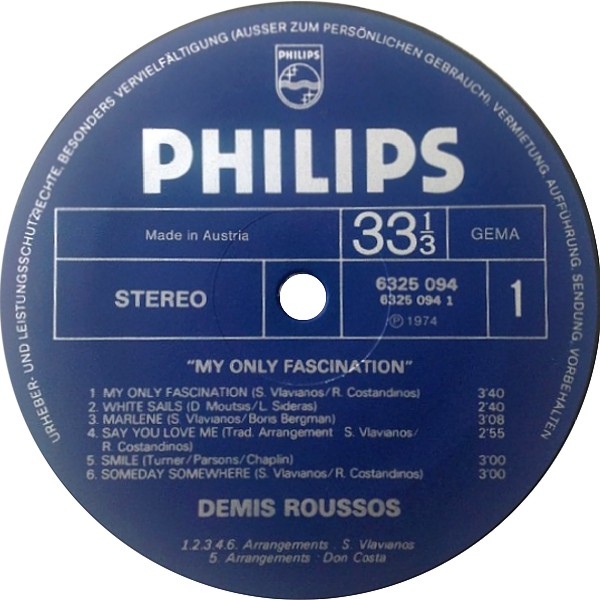 URHEBER- UND LEISTUNGSSCHUTZRECHTE, BESONDERS VERVIELFÄLTIGUNG (AUSSER ZUM PERSÖNLICHEN GEBRAUCH), VERMIETUNG, AUFFÜHRUNG, SENDUNG, VORBEHALTEN
PHILIPS
PHILIPS
Made in Austria
33 1/3
GEMA
STEREO
6325 094
6325 094 1
Ⓟ 1974
1
"MY ONLY FASCINATION"
1 MY ONLY FASCINATION (S. Vlavianos/R. Costandinos) 3'40
2. WHITE SAILS (D. Moutsis/L. Sideras) 2'40
3. MARLENE (S. Vlavianos/Boris Bergman) 3'08
4. SAY YOU LOVE ME (Trad. Arrangement S. Vlavianos/ 2'55
R. Costandinos)
5. SMILE (Turner/Parsons/Chaplin) 3'00
6. SOMEDAY SOMEWHERE (S. Vlavianos/R. Costandinos) 3'00
DEMIS ROUSSOS
1.2.3.4.6. Arrangements : S. Vlavianos
5. Arrangements : Don Costa